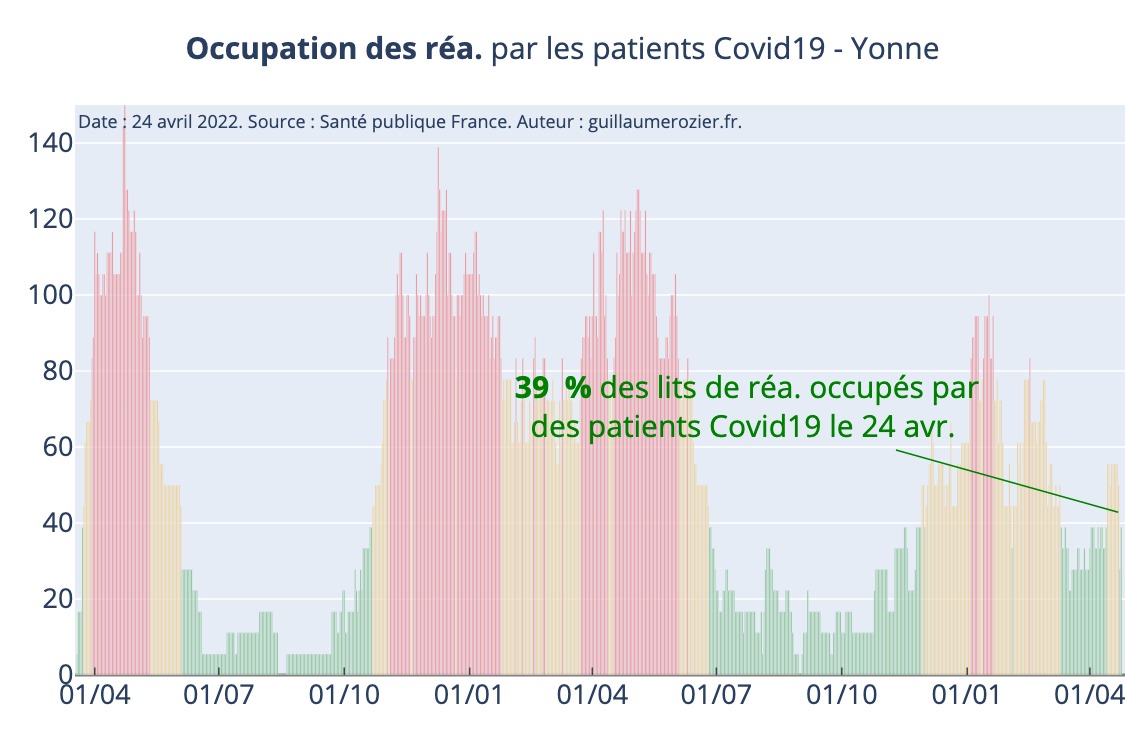 Occupation des réa. par les patients Covid19 - Yonne
Date : 24 avril 2022. Source : Santé publique France. Auteur : guillaumerozier.fr.
140
120
100
80
39 % des lits de réa. occupés par
des patients Covid19 le 24 avr.
60
40
20
0
01/04 01/07 01/10 01/01 01/04 01/07 01/10 01/01 01/04